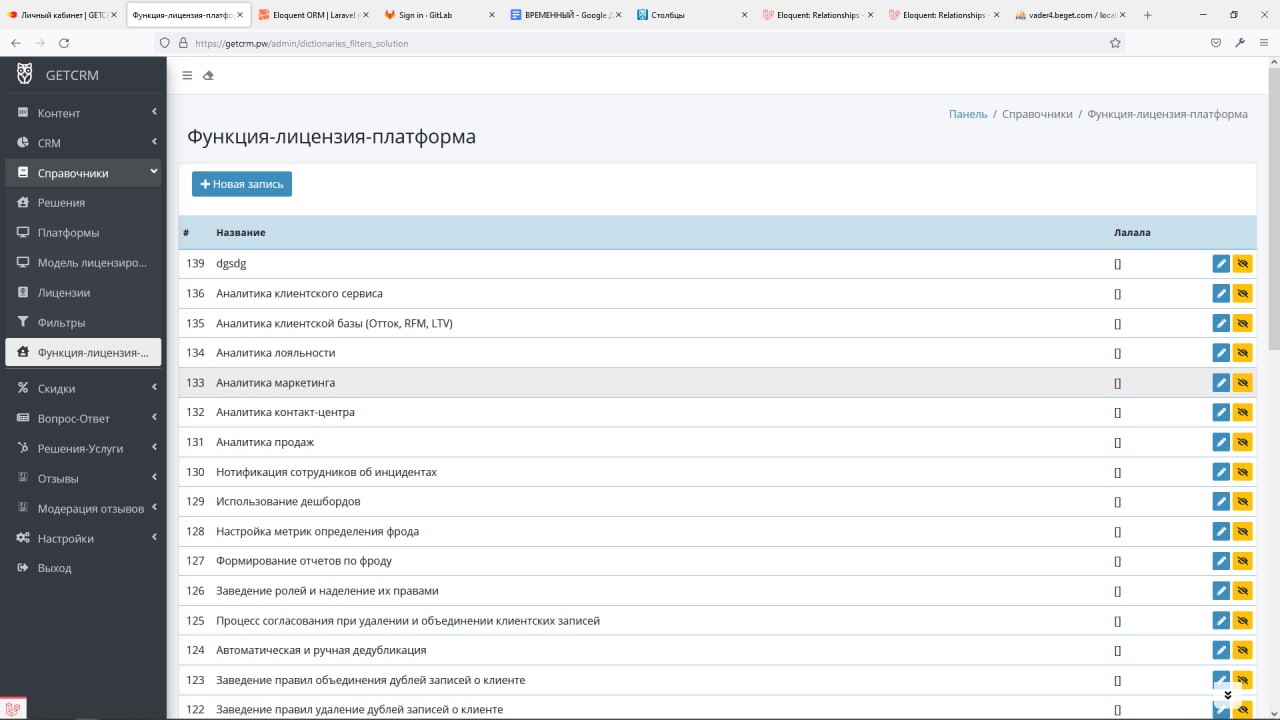 Личный кабинет | GETC
Функция-лицензия-платфо
Eloquent ORM | Laravel
Sign in · GitLab
ВРЕМЕННЫЙ - Google
Столбцы
Eloquent: Relationships
Eloquent: Relationships -
vader4.beget.com / local
https://getcrm.pw/admin/dictionaries_filters_solution
GETCRM
Контент
CRM
Справочники
Решения
Платформы
Модель лицензиро...
Лицензии
Фильтры
Функция-лицензия-...
Скидки
Вопрос-Ответ
Решения-Услуги
Отзывы
Модерация отзывов
Настройки
Выход
Панель / Справочники / Функция-лицензия-платформа
Функция-лицензия-платформа
Новая запись
# Название Лалала
139 dgsdg []
136 Аналитика клиентского сервиса []
135 Аналитика клиентской базы (Отток, RFM, LTV) []
134 Аналитика лояльности []
133 Аналитика маркетинга []
132 Аналитика контакт-центра []
131 Аналитика продаж []
130 Нотификация сотрудников об инцидентах []
129 Использование дешбордов []
128 Настройка метрик определения фрода []
127 Формирование отчетов по фроду []
126 Заведение ролей и наделение их правами []
125 Процесс согласования при удалении и объединении клиентских записей []
124 Автоматическая и ручная дедубликация []
123 Заведение правил объединения дублей записей о клиенте []
122 Заведение правил удаление дублей записей о клиенте []